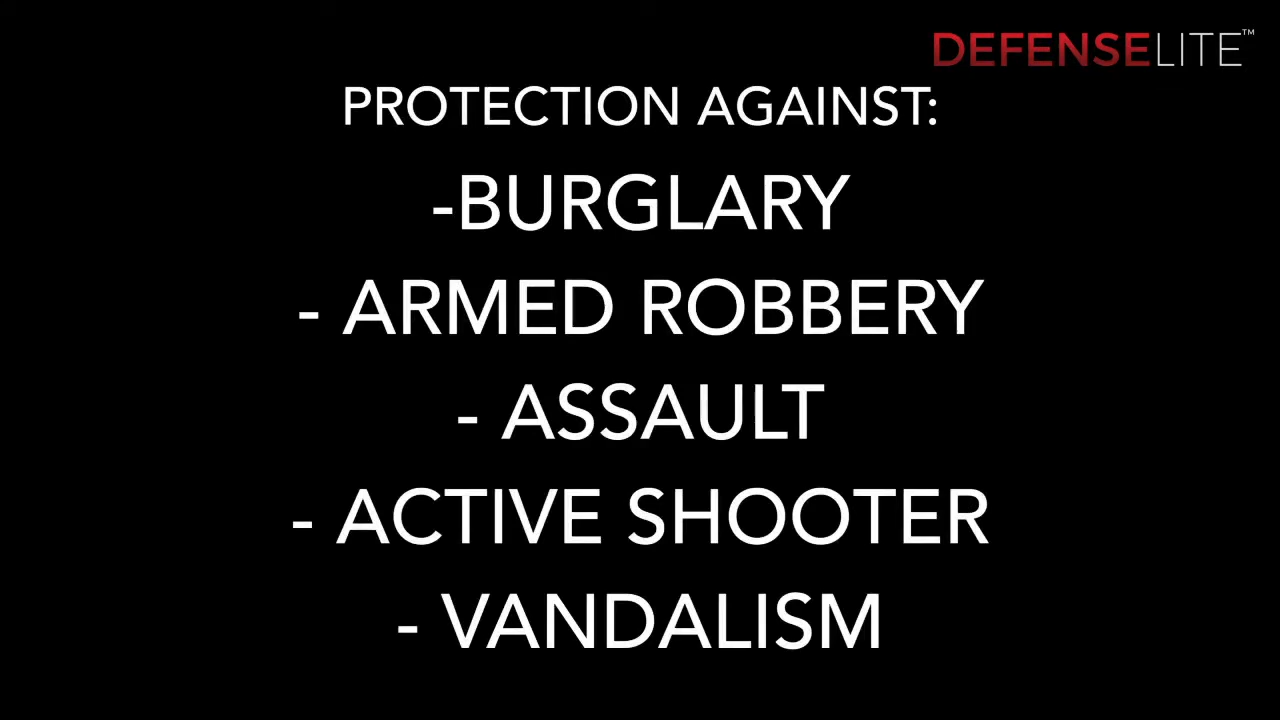 DEFENSELITE™
PROTECTION AGAINST:
-BURGLARY
- ARMED ROBBERY
- ASSAULT
- ACTIVE SHOOTER
- VANDALISM